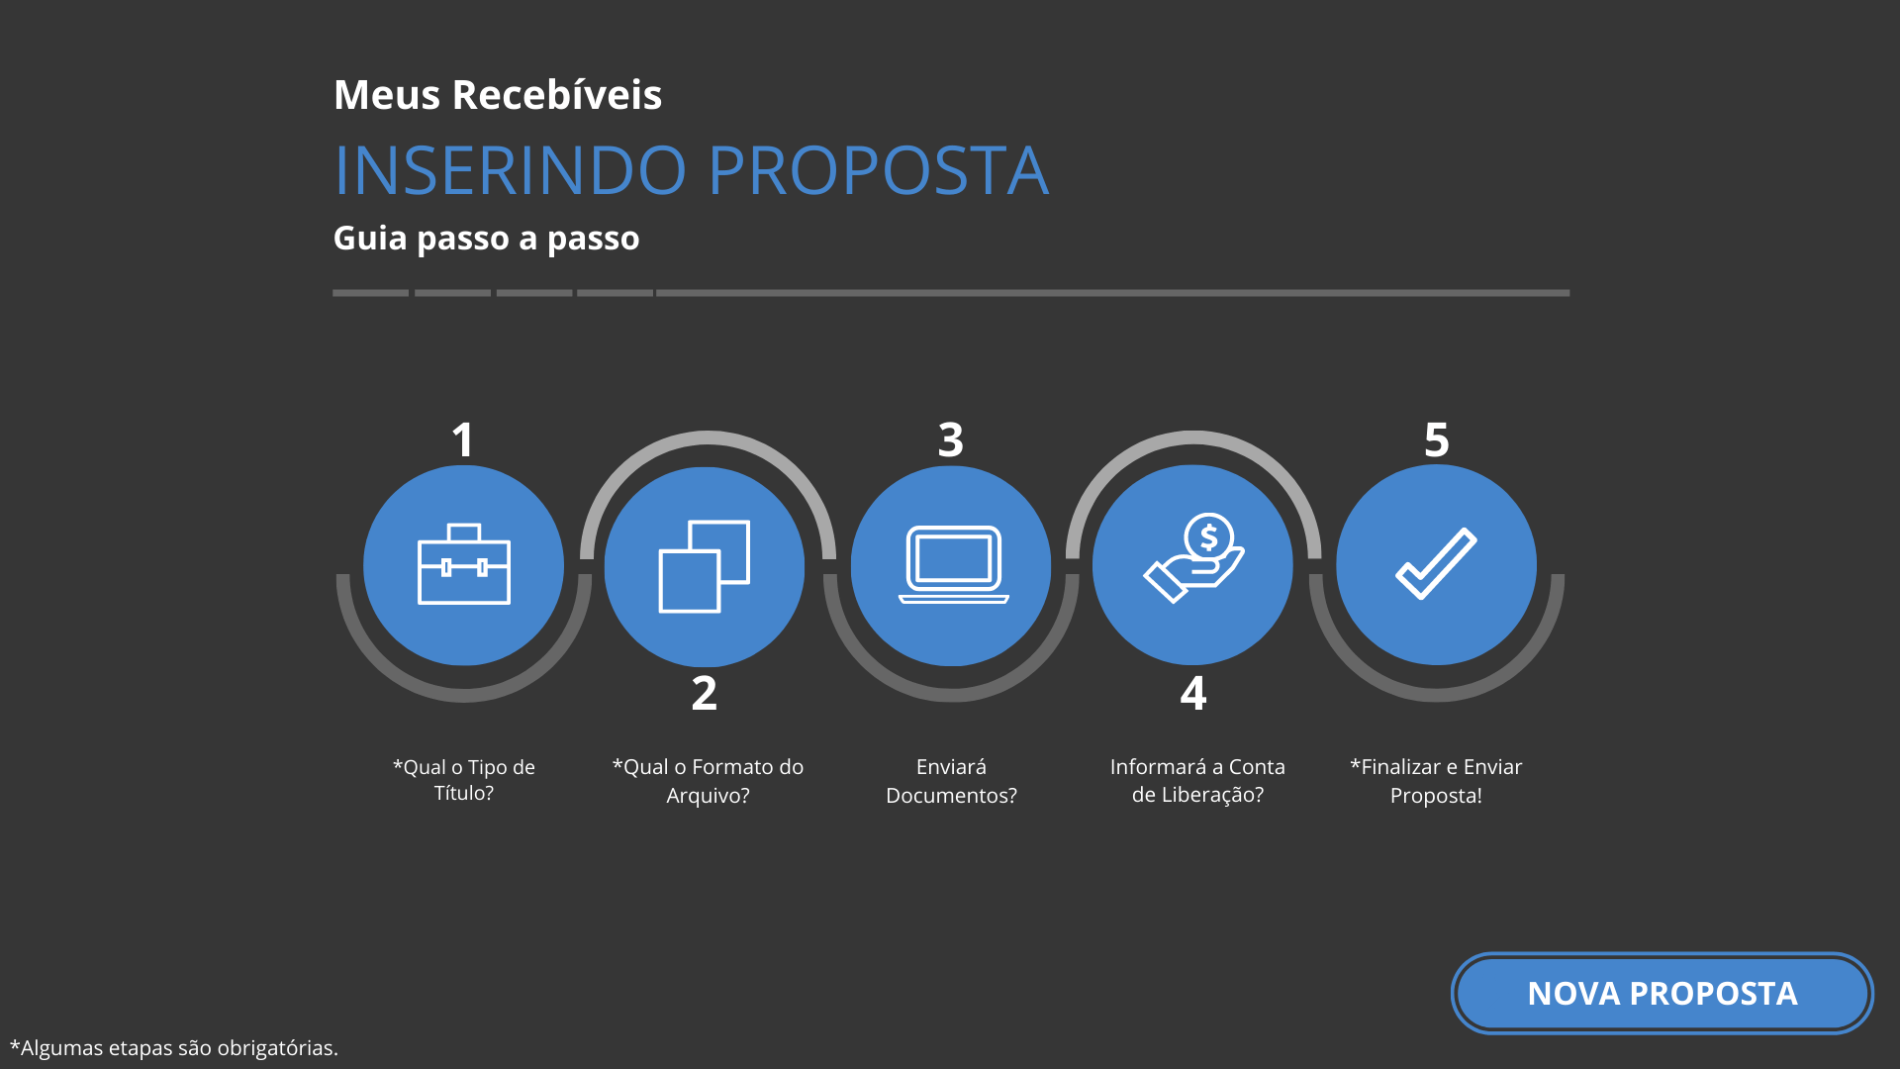 Meus Recebíveis
INSERINDO PROPOSTA
Guia passo a passo
1
3
5
$
2
4
*Qual o Tipo de
Título?
*Qual o Formato do
Arquivo?
Enviará
Documentos?
Informará a Conta
de Liberação?
*Finalizar e Enviar
Proposta!
NOVA PROPOSTA
*Algumas etapas são obrigatórias.